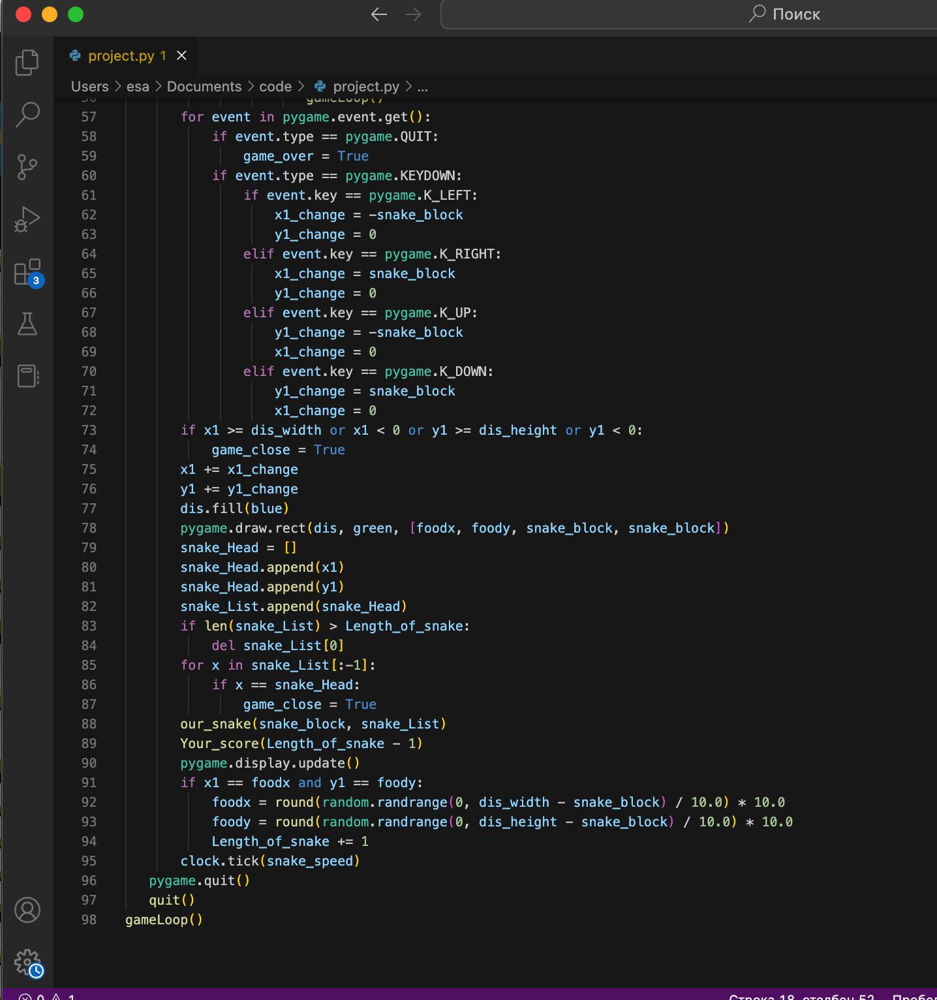 Поиск
project.py 1
Users > esa > Documents > code > project.py > ...
56 gameLoop()
57 for event in pygame.event.get():
58 if event.type == pygame.QUIT:
59 game_over = True
60 if event.type == pygame.KEYDOWN:
61 if event.key == pygame.K_LEFT:
62 x1_change = -snake_block
63 y1_change = 0
64 elif event.key == pygame.K_RIGHT:
65 x1_change = snake_block
66 y1_change = 0
67 elif event.key == pygame.K_UP:
68 y1_change = -snake_block
69 x1_change = 0
70 elif event.key == pygame.K_DOWN:
71 y1_change = snake_block
72 x1_change = 0
73 if x1 >= dis_width or x1 < 0 or y1 >= dis_height or y1 < 0:
74 game_close = True
75 x1 += x1_change
76 y1 += y1_change
77 dis.fill(blue)
78 pygame.draw.rect(dis, green, [foodx, foody, snake_block, snake_block])
79 snake_Head = []
80 snake_Head.append(x1)
81 snake_Head.append(y1)
82 snake_List.append(snake_Head)
83 if len(snake_List) > Length_of_snake:
84 del snake_List[0]
85 for x in snake_List[:-1]:
86 if x == snake_Head:
87 game_close = True
88 our_snake(snake_block, snake_List)
89 Your_score(Length_of_snake - 1)
90 pygame.display.update()
91 if x1 == foodx and y1 == foody:
92 foodx = round(random.randrange(0, dis_width - snake_block) / 10.0) * 10.0
93 foody = round(random.randrange(0, dis_height - snake_block) / 10.0) * 10.0
94 Length_of_snake += 1
95 clock.tick(snake_speed)
96 pygame.quit()
97 quit()
98 gameLoop()
3
0 1 Строка 18, столбец 52